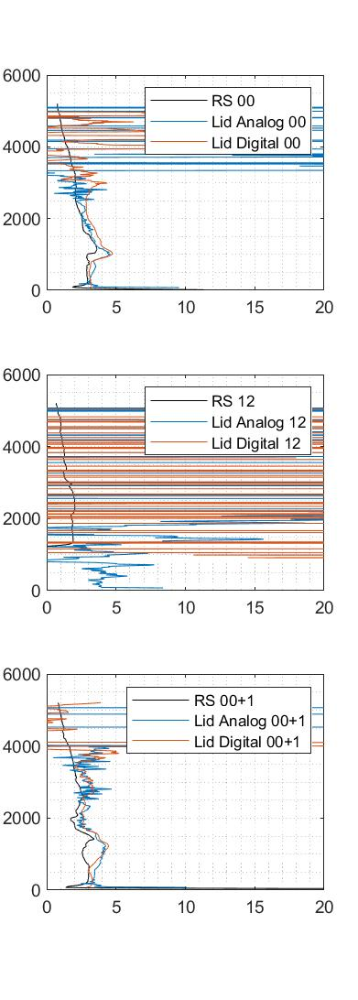 6000
RS 00
Lid Analog 00
4000
Lid Digital 00
2000
0
0 5 10 15 20
6000
RS 12
Lid Analog 12
4000
Lid Digital 12
2000
0
0 5 10 15 20
6000
RS 00+1
Lid Analog 00+1
4000
Lid Digital 00+1
2000
0
0 5 10 15 20